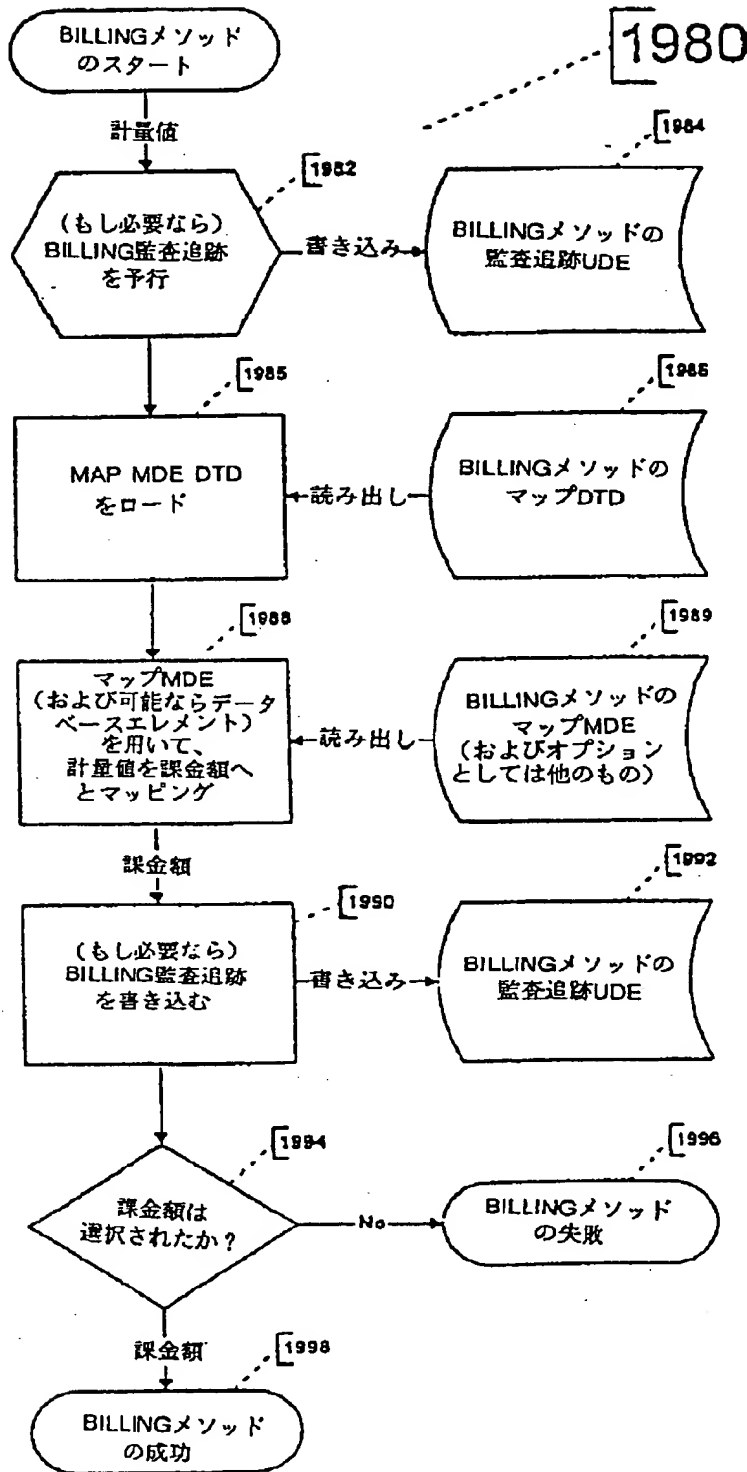 BILLINGメソッド
のスタート
1980
計量値
1982
1984
(もし必要なら)
BILLING監査追跡
を予行
書き込み
BILLINGメソッドの
監査追跡UDE
1985
1985
MAP MDE DTD
をロード
読み出し
BILLINGメソッドの
マップDTD
1988
1989
マップMDE
(および可能ならデータ
ベースエレメント)
を用いて、
計量値を課金額へ
とマッピング
読み出し
BILLINGメソッドの
マップMDE
(およびオプション
としては他のもの)
課金額
1990
1992
(もし必要なら)
BILLING監査追跡
を書き込む
書き込み
BILLINGメソッドの
監査追跡UDE
1994
1996
課金額は
選択されたか?
No
BILLINGメソッド
の失敗
課金額
1998
BILLINGメソッド
の成功